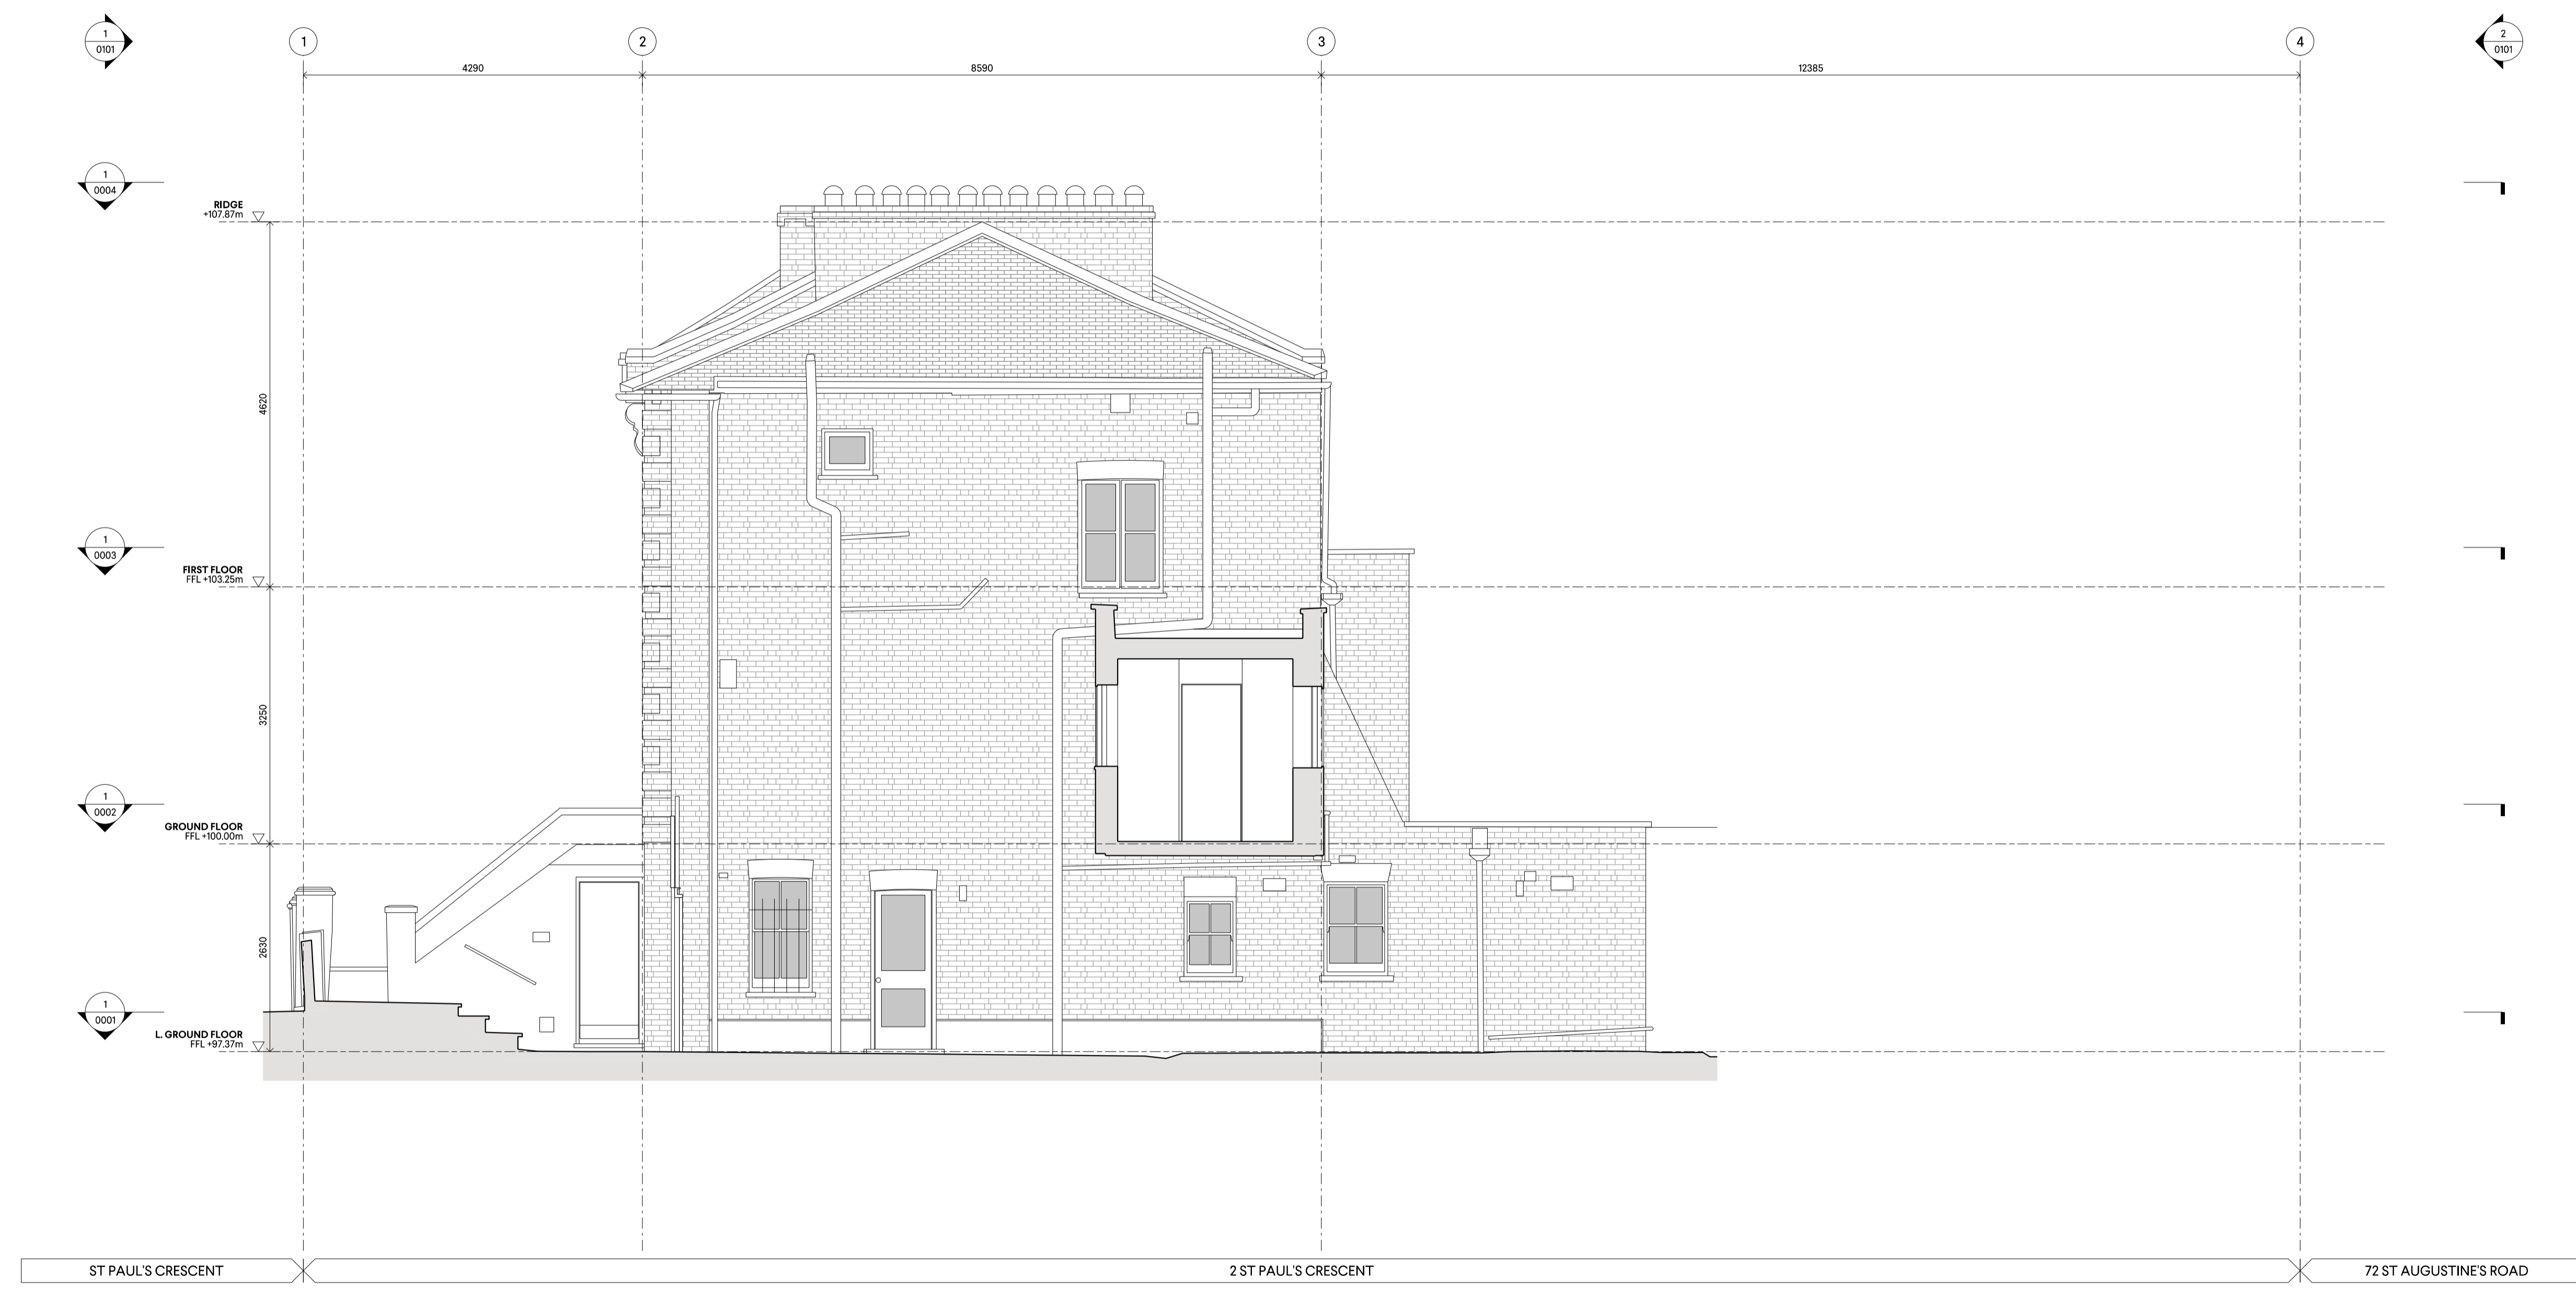 1
0101
1
2
3
4
2
0101
4290
8590
12385
1
0004
RIDGE
+107.87m
4620
1
0003
FIRST FLOOR
FFL +103.25m
3250
1
0002
GROUND FLOOR
FFL +100.00m
2630
1
0001
L. GROUND FLOOR
FFL +97.37m
ST PAUL'S CRESCENT
2 ST PAUL'S CRESCENT
72 ST AUGUSTINE'S ROAD